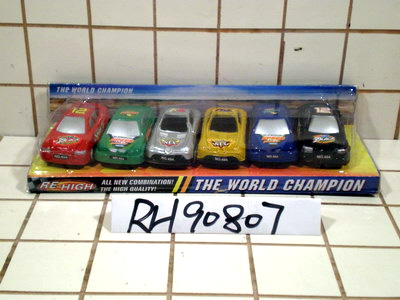 THE WORLD CHAMPION
RE-HIGH
ALL NEW COMBINATION!
THE HIGH QUALITY!
THE WORLD CHAMPION
RH90807